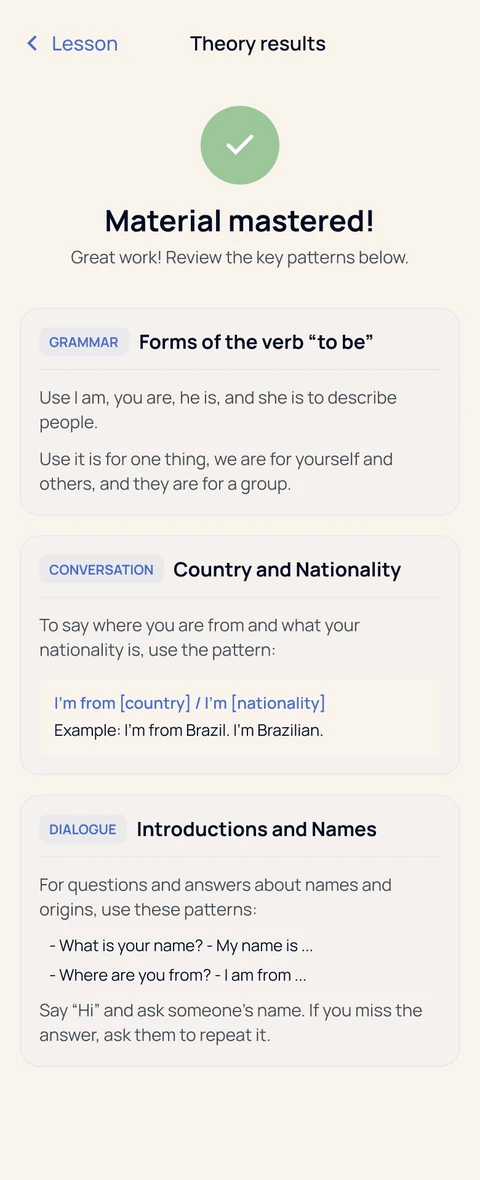 Lesson
Theory results
Material mastered!
Great work! Review the key patterns below.
GRAMMAR
Forms of the verb “to be”
Use I am, you are, he is, and she is to describe
people.
Use it is for one thing, we are for yourself and
others, and they are for a group.
CONVERSATION
Country and Nationality
To say where you are from and what your
nationality is, use the pattern:
I’m from [country] / I’m [nationality]
Example: I’m from Brazil. I’m Brazilian.
DIALOGUE
Introductions and Names
For questions and answers about names and
origins, use these patterns:
- What is your name? - My name is ...
- Where are you from? - I am from ...
Say “Hi” and ask someone’s name. If you miss the
answer, ask them to repeat it.